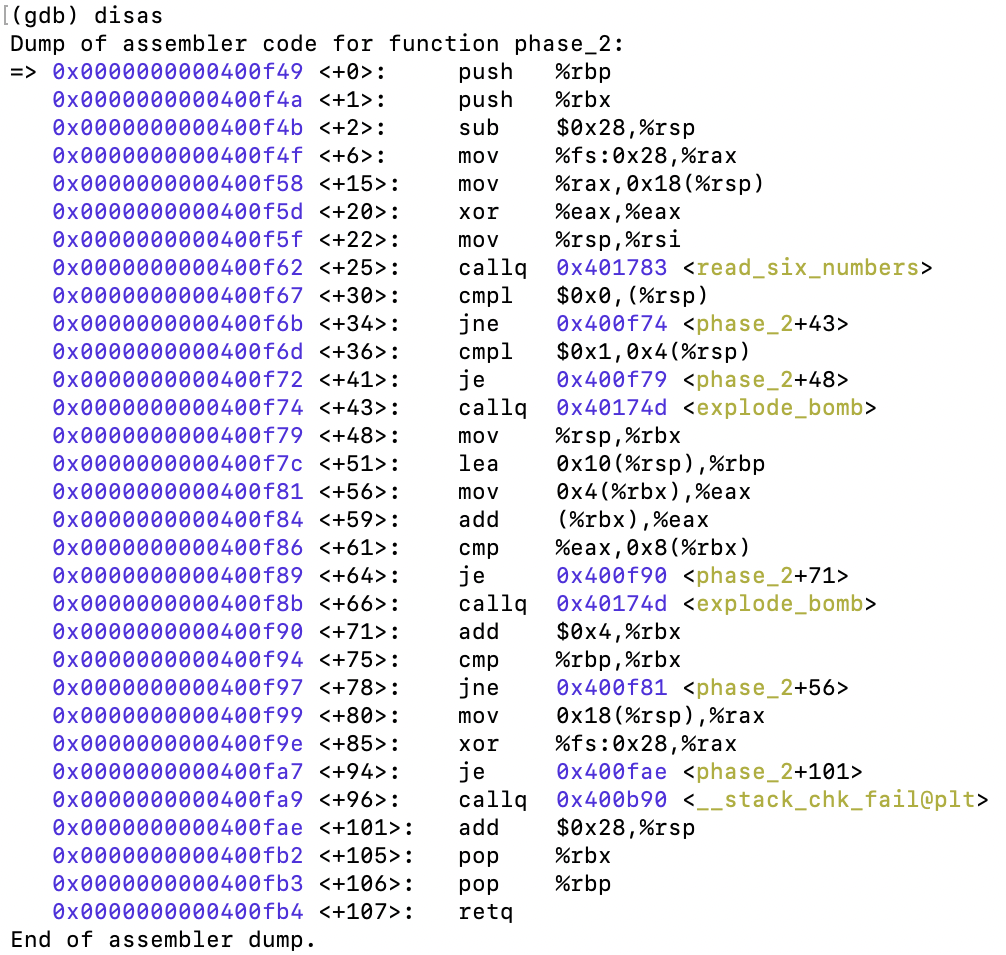 (gdb) disas
Dump of assembler code for function phase_2:
=> 0x0000000000400f49 <+0>:     push   %rbp
   0x0000000000400f4a <+1>:     push   %rbx
   0x0000000000400f4b <+2>:     sub    $0x28,%rsp
   0x0000000000400f4f <+6>:     mov    %fs:0x28,%rax
   0x0000000000400f58 <+15>:    mov    %rax,0x18(%rsp)
   0x0000000000400f5d <+20>:    xor    %eax,%eax
   0x0000000000400f5f <+22>:    mov    %rsp,%rsi
   0x0000000000400f62 <+25>:    callq  0x401783 <read_six_numbers>
   0x0000000000400f67 <+30>:    cmpl   $0x0,(%rsp)
   0x0000000000400f6b <+34>:    jne    0x400f74 <phase_2+43>
   0x0000000000400f6d <+36>:    cmpl   $0x1,0x4(%rsp)
   0x0000000000400f72 <+41>:    je     0x400f79 <phase_2+48>
   0x0000000000400f74 <+43>:    callq  0x40174d <explode_bomb>
   0x0000000000400f79 <+48>:    mov    %rsp,%rbx
   0x0000000000400f7c <+51>:    lea    0x10(%rsp),%rbp
   0x0000000000400f81 <+56>:    mov    0x4(%rbx),%eax
   0x0000000000400f84 <+59>:    add    (%rbx),%eax
   0x0000000000400f86 <+61>:    cmp    %eax,0x8(%rbx)
   0x0000000000400f89 <+64>:    je     0x400f90 <phase_2+71>
   0x0000000000400f8b <+66>:    callq  0x40174d <explode_bomb>
   0x0000000000400f90 <+71>:    add    $0x4,%rbx
   0x0000000000400f94 <+75>:    cmp    %rbp,%rbx
   0x0000000000400f97 <+78>:    jne    0x400f81 <phase_2+56>
   0x0000000000400f99 <+80>:    mov    0x18(%rsp),%rax
   0x0000000000400f9e <+85>:    xor    %fs:0x28,%rax
   0x0000000000400fa7 <+94>:    je     0x400fae <phase_2+101>
   0x0000000000400fa9 <+96>:    callq  0x400b90 <__stack_chk_fail@plt>
   0x0000000000400fae <+101>:   add    $0x28,%rsp
   0x0000000000400fb2 <+105>:   pop    %rbx
   0x0000000000400fb3 <+106>:   pop    %rbp
   0x0000000000400fb4 <+107>:   retq
End of assembler dump.